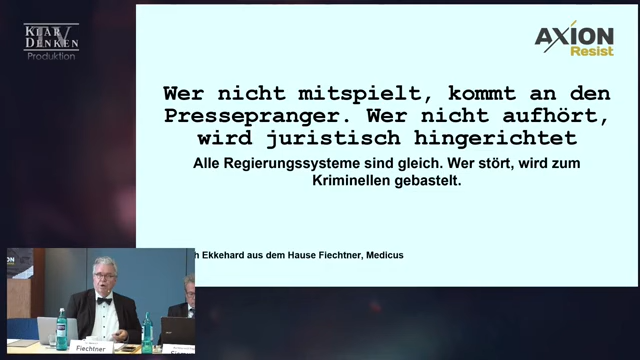 KLAR
DENKEN
TV
Produktion
AXION
Resist
Wer nicht mitspielt, kommt an den
Pressepranger. Wer nicht aufhört,
wird juristisch hingerichtet
Alle Regierungssysteme sind gleich. Wer stört, wird zum
Kriminellen gebastelt.
Ekkehard aus dem Hause Fiechtner, Medicus
Fiechtner